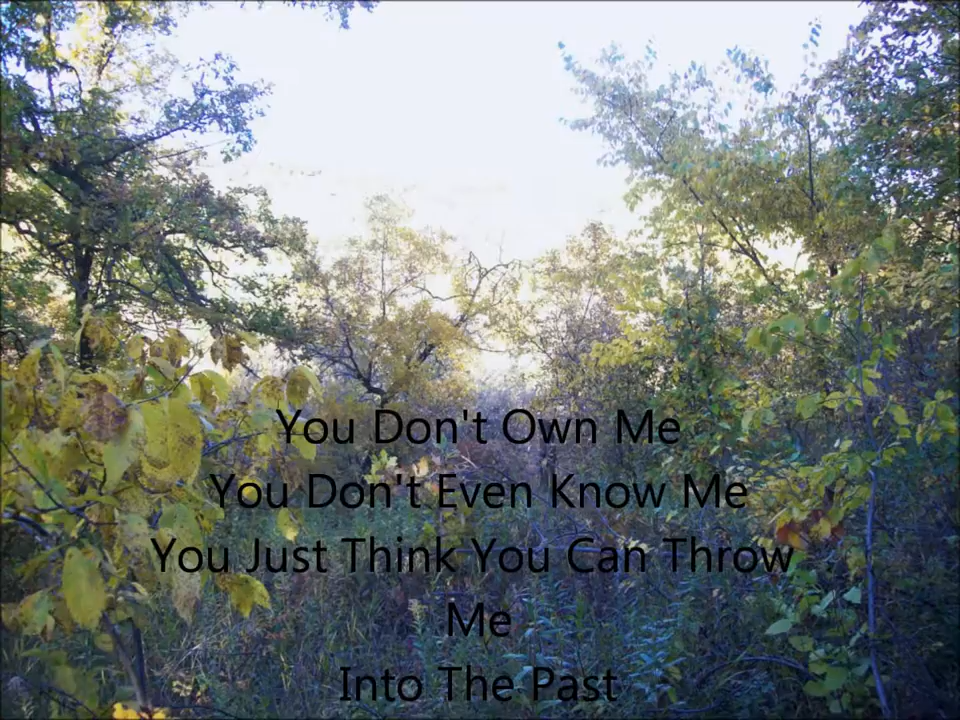 You Don't Own Me
You Don't Even Know Me
You Just Think You Can Throw
Me
Into The Past